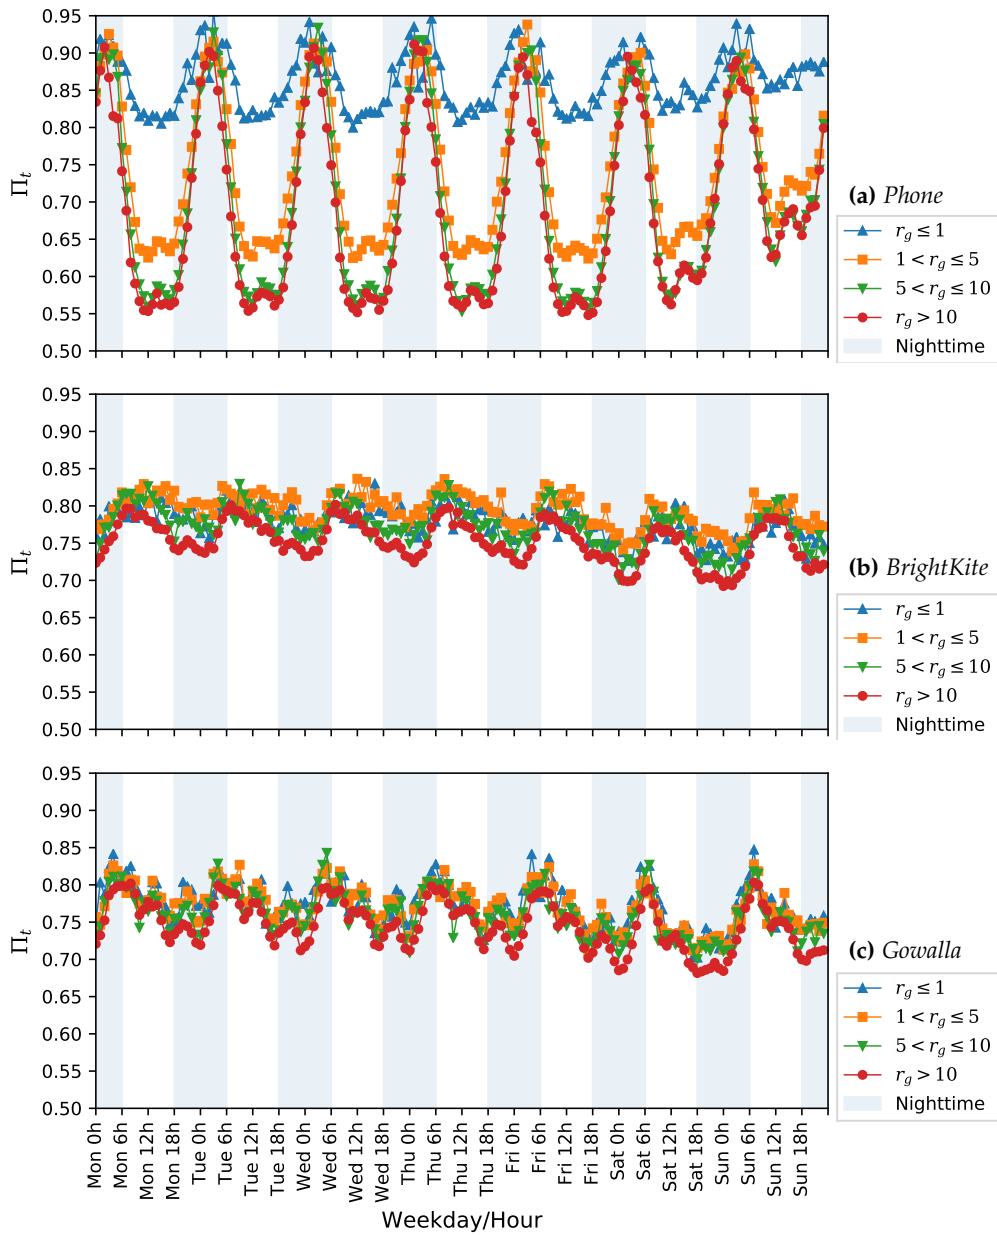 0.95
0.90
0.85
0.80
0.75
0.70
0.65
0.60
0.55
0.50
Πt
(a) Phone
rg ≤ 1
1 < rg ≤ 5
5 < rg ≤ 10
rg > 10
Nighttime
0.95
0.90
0.85
0.80
0.75
0.70
0.65
0.60
0.55
0.50
Πt
(b) BrightKite
rg ≤ 1
1 < rg ≤ 5
5 < rg ≤ 10
rg > 10
Nighttime
0.95
0.90
0.85
0.80
0.75
0.70
0.65
0.60
0.55
0.50
Πt
(c) Gowalla
rg ≤ 1
1 < rg ≤ 5
5 < rg ≤ 10
rg > 10
Nighttime
Mon 0h
Mon 6h
Mon 12h
Mon 18h
Tue 0h
Tue 6h
Tue 12h
Tue 18h
Wed 0h
Wed 6h
Wed 12h
Wed 18h
Thu 0h
Thu 6h
Thu 12h
Thu 18h
Fri 0h
Fri 6h
Fri 12h
Fri 18h
Sat 0h
Sat 6h
Sat 12h
Sat 18h
Sun 0h
Sun 6h
Sun 12h
Sun 18h
Weekday/Hour